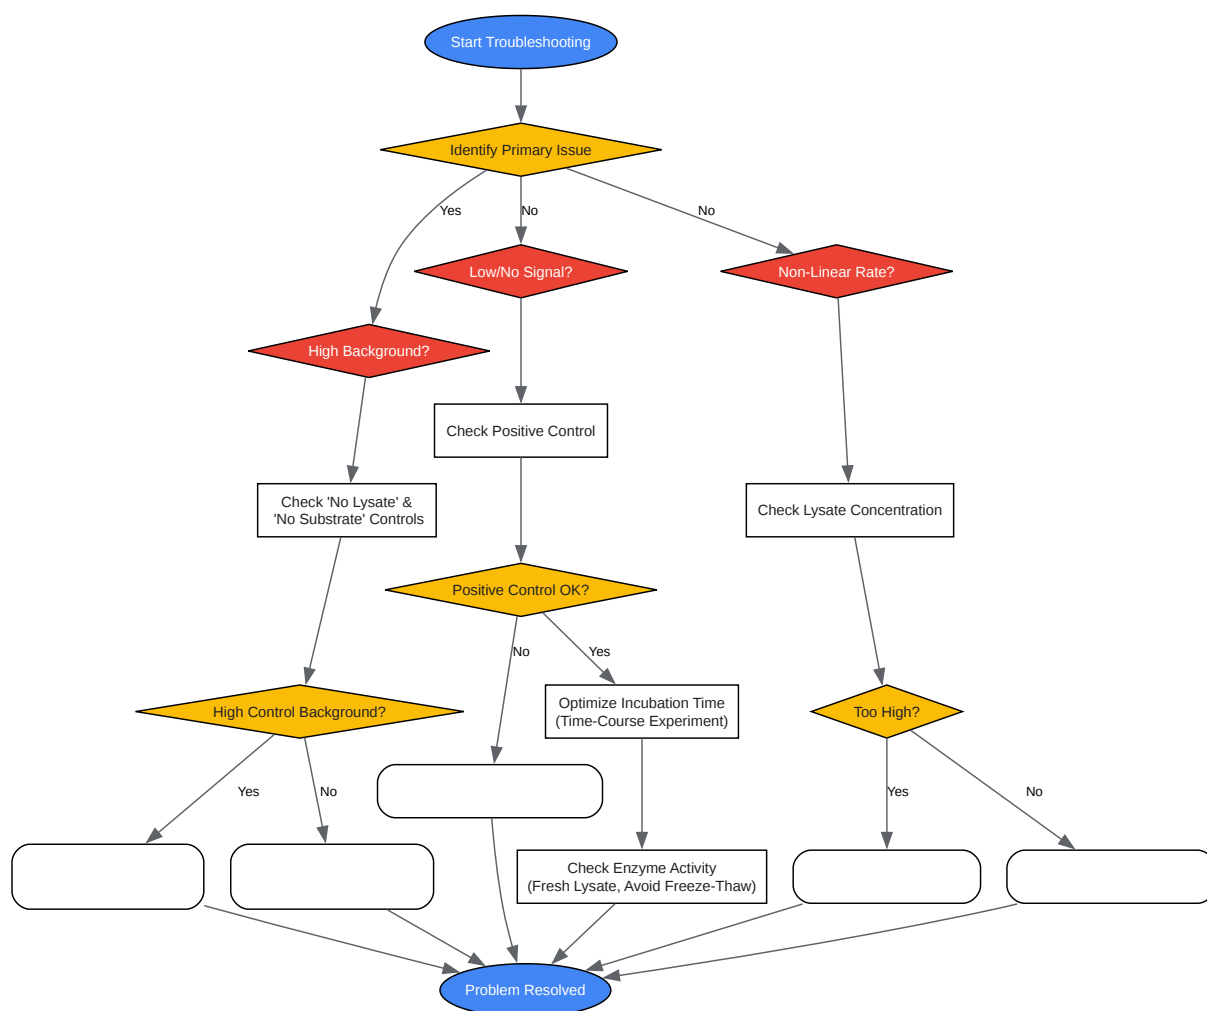 Start Troubleshooting
Identify Primary Issue
Yes
No
No
Low/No Signal?
Non-Linear Rate?
High Background?
Check Positive Control
Check 'No Lysate' &
'No Substrate' Controls
Check Lysate Concentration
Positive Control OK?
No
Yes
High Control Background?
Optimize Incubation Time
(Time-Course Experiment)
Too High?
Yes
No
Yes
No
Check Enzyme Activity
(Fresh Lysate, Avoid Freeze-Thaw)
Problem Resolved